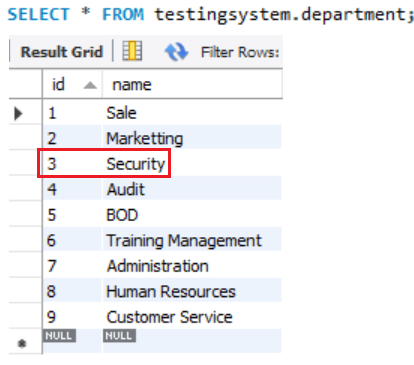 SELECT * FROM testingsystem.department;
Result Grid Filter Rows:
id name
1 Sale
2 Marketting
3 Security
4 Audit
5 BOD
6 Training Management
7 Administration
8 Human Resources
9 Customer Service
NULL NULL